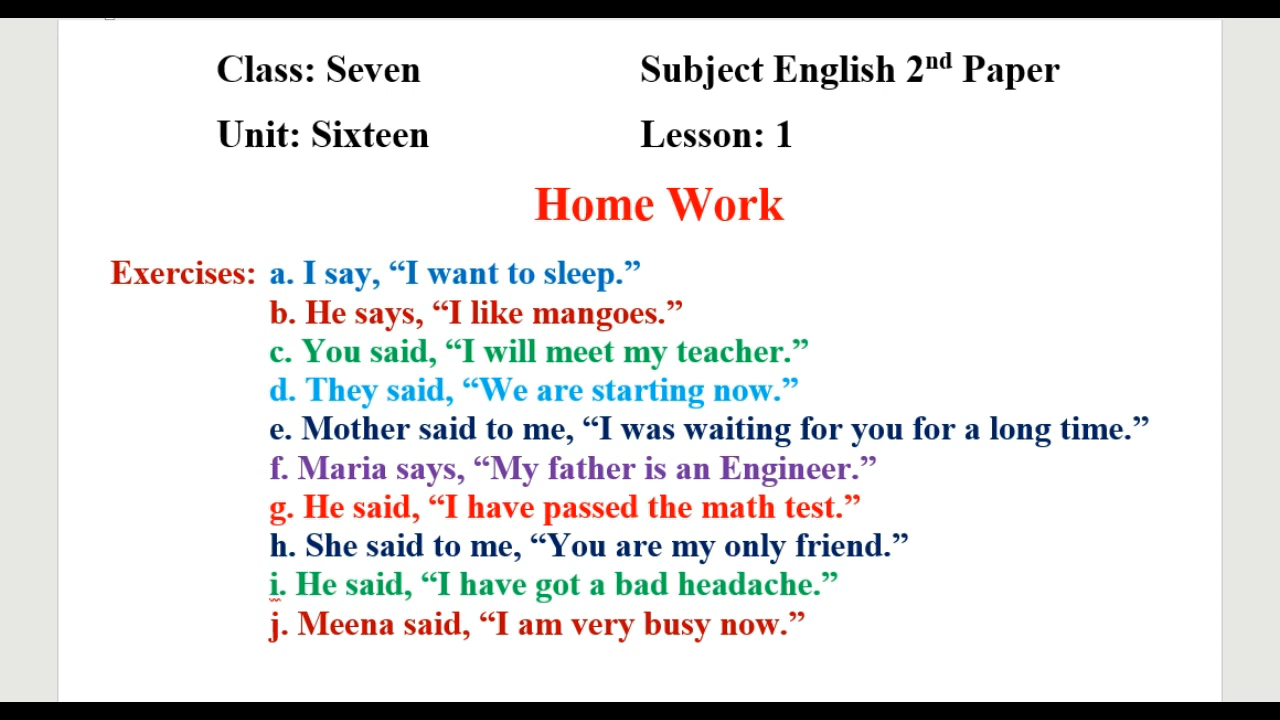 Class: Seven Subject English 2nd Paper
Unit: Sixteen Lesson: 1
Home Work
Exercises: a. I say, “I want to sleep.”
b. He says, “I like mangoes.”
c. You said, “I will meet my teacher.”
d. They said, “We are starting now.”
e. Mother said to me, “I was waiting for you for a long time.”
f. Maria says, “My father is an Engineer.”
g. He said, “I have passed the math test.”
h. She said to me, “You are my only friend.”
i. He said, “I have got a bad headache.”
j. Meena said, “I am very busy now.”